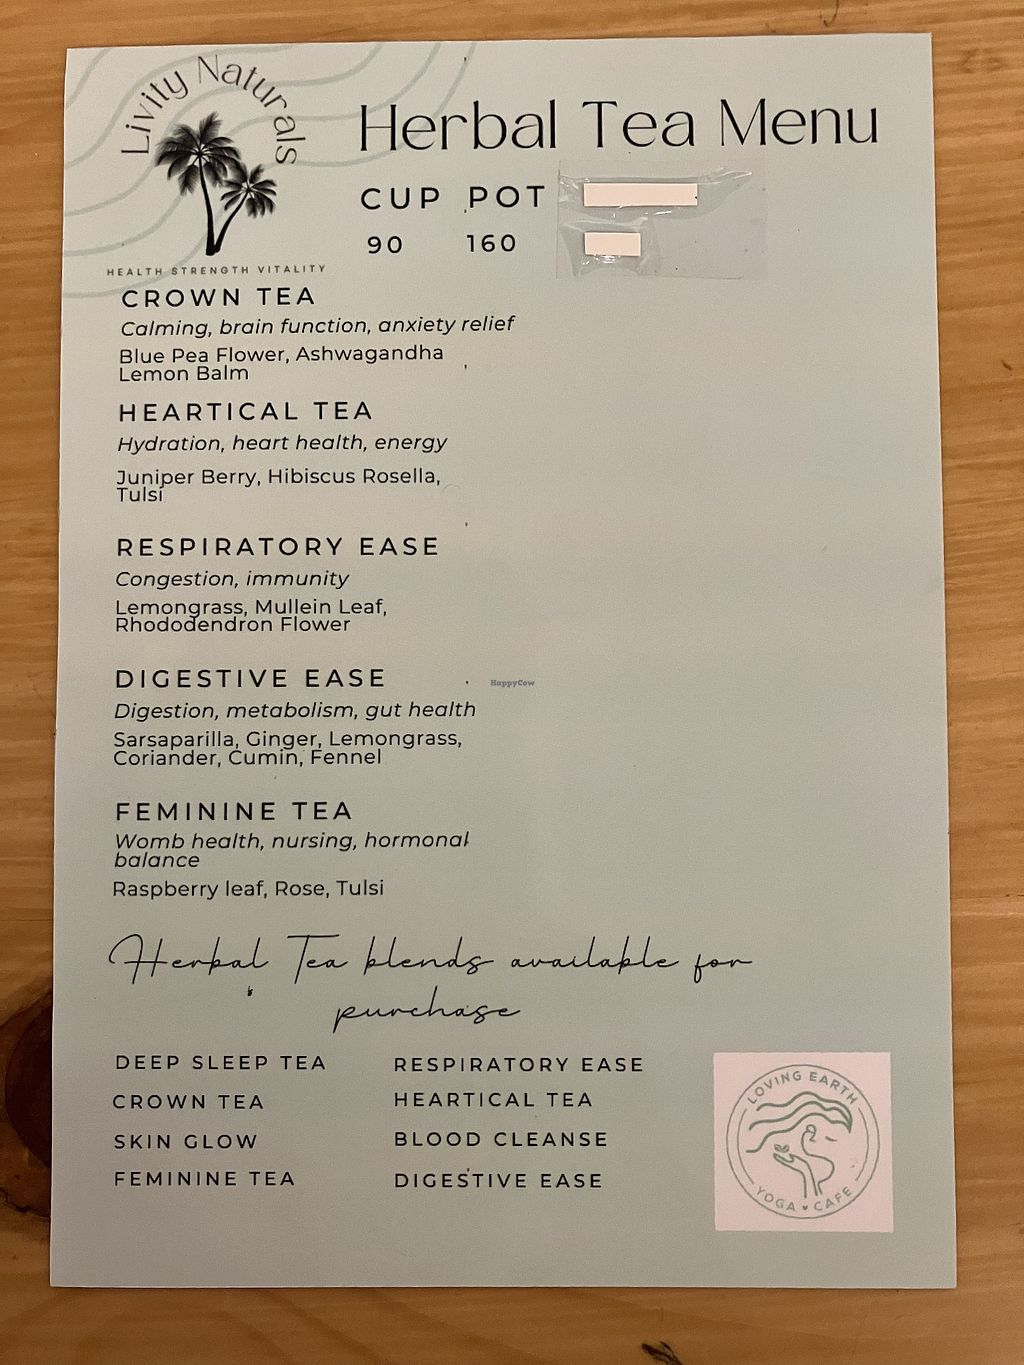 Livity Naturals
HEALTH STRENGTH VITALITY
Herbal Tea Menu
CUP POT
90 160
CROWN TEA
Calming, brain function, anxiety relief
Blue Pea Flower, Ashwagandha
Lemon Balm
HEARTICAL TEA
Hydration, heart health, energy
Juniper Berry, Hibiscus Rosella,
Tulsi
RESPIRATORY EASE
Congestion, immunity
Lemongrass, Mullein Leaf,
Rhododendron Flower
DIGESTIVE EASE
Digestion, metabolism, gut health
Sarsaparilla, Ginger, Lemongrass,
Coriander, Cumin, Fennel
FEMININE TEA
Womb health, nursing, hormonal
balance
Raspberry leaf, Rose, Tulsi
Herbal Tea blends available for
purchase
DEEP SLEEP TEA RESPIRATORY EASE
CROWN TEA HEARTICAL TEA
SKIN GLOW BLOOD CLEANSE
FEMININE TEA DIGESTIVE EASE
LOVING EARTH
YOGA ♥ CAFE
HappyCow